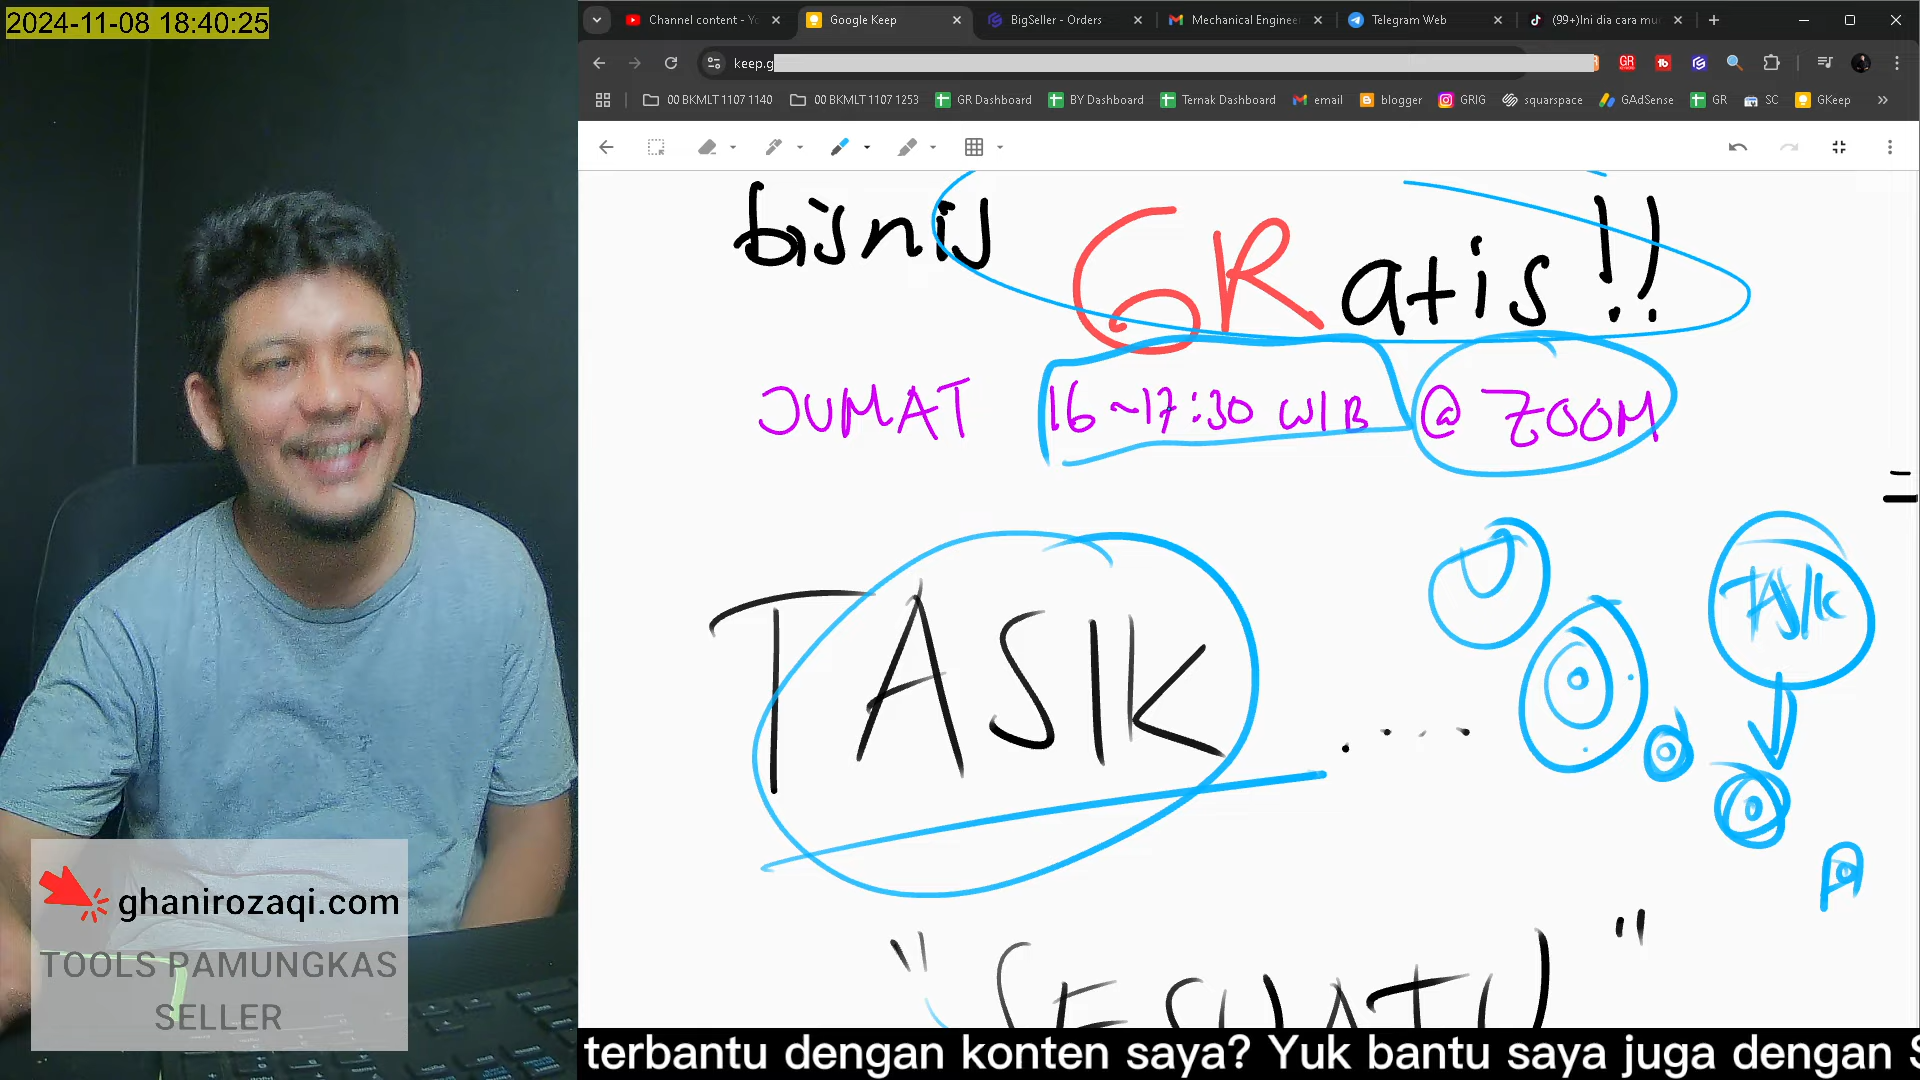 2024-11-08 18:40:25
Channel content - Y
Google Keep
BigSeller - Orders
Mechanical Enginee
Telegram Web
(99+)Ini dia cara mu
keep.g
00 BKMLT 1107 1140
00 BKMLT 1107 1253
GR Dashboard
BY Dashboard
Ternak Dashboard
email
blogger
GRIG
squarspace
GAdSense
GR
SC
GKeep
bisnis
GRatis!!
JUMAT 16~17:30 WIB @ ZOOM
=
TASIK ....
TASIK
"SESUATU"
ghanirozaqi.com
TOOLS PAMUNGKAS
SELLER
terbantu dengan konten saya? Yuk bantu saya juga dengan S